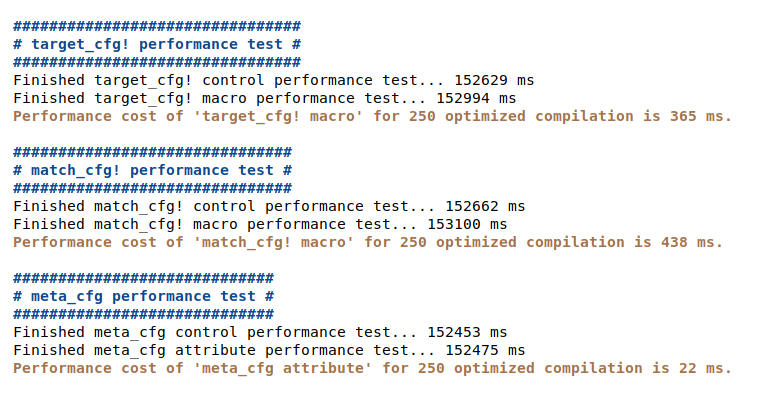 ################################
# target_cfg! performance test #
################################
Finished target_cfg! control performance test... 152629 ms
Finished target_cfg! macro performance test... 152994 ms
Performance cost of 'target_cfg! macro' for 250 optimized compilation is 365 ms.
###############################
# match_cfg! performance test #
###############################
Finished match_cfg! control performance test... 152662 ms
Finished match_cfg! macro performance test... 153100 ms
Performance cost of 'match_cfg! macro' for 250 optimized compilation is 438 ms.
#############################
# meta_cfg performance test #
#############################
Finished meta_cfg control performance test... 152453 ms
Finished meta_cfg attribute performance test... 152475 ms
Performance cost of 'meta_cfg attribute' for 250 optimized compilation is 22 ms.